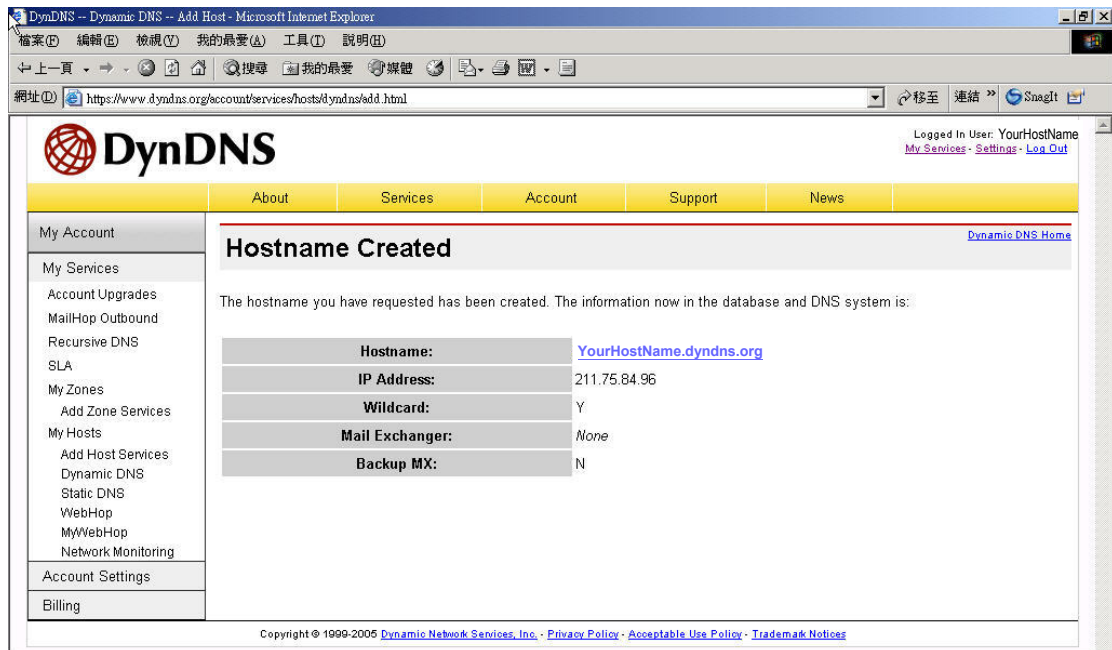 DynDNS -- Dynamic DNS -- Add Host - Microsoft Internet Explorer
檔案(F) 編輯(E) 檢視(V) 我的最愛(A) 工具(T) 說明(H)
上一頁 搜尋 我的最愛 媒體
網址(D) https://www.dyndns.org/account/services/hosts/dyndns/add.html 移至 連結 » SnagIt
DynDNS
Logged In User: YourHostName
My Services - Settings - Log Out
About Services Account Support News
My Account
My Services
Account Upgrades
MailHop Outbound
Recursive DNS
SLA
My Zones
Add Zone Services
My Hosts
Add Host Services
Dynamic DNS
Static DNS
WebHop
MyWebHop
Network Monitoring
Account Settings
Billing
Hostname Created
Dynamic DNS Home
The hostname you have requested has been created. The information now in the database and DNS system is:
Hostname: YourHostName.dyndns.org
IP Address: 211.75.84.96
Wildcard: Y
Mail Exchanger: None
Backup MX: N
Copyright © 1999-2005 Dynamic Network Services, Inc. - Privacy Policy - Acceptable Use Policy - Trademark Notices